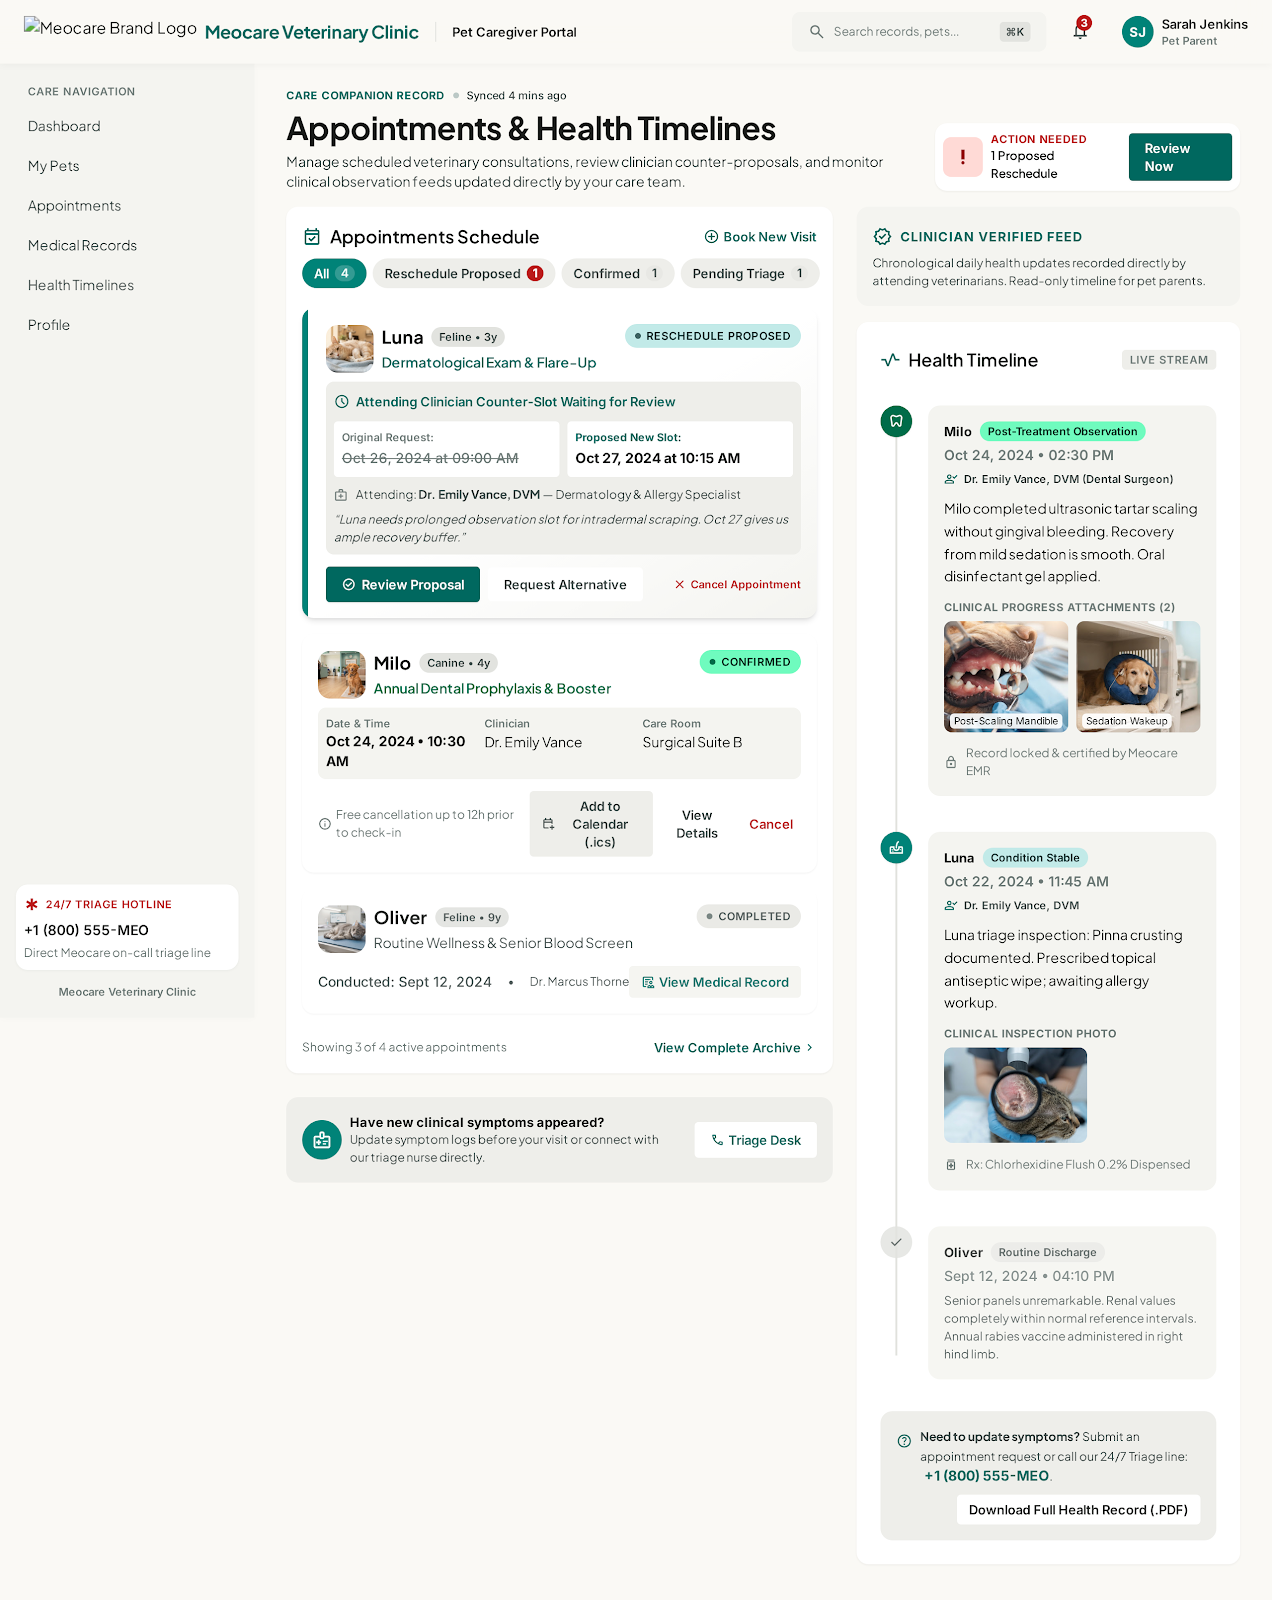 Meocare Brand Logo
Meocare Veterinary Clinic
Pet Caregiver Portal
Search records, pets...
⌘K
3
SJ
Sarah Jenkins
Pet Parent
CARE NAVIGATION
Dashboard
My Pets
Appointments
Medical Records
Health Timelines
Profile
24/7 TRIAGE HOTLINE
+1 (800) 555-MEO
Direct Meocare on-call triage line
Meocare Veterinary Clinic
CARE COMPANION RECORD
Synced 4 mins ago
Appointments & Health Timelines
Manage scheduled veterinary consultations, review clinician counter-proposals, and monitor
clinical observation feeds updated directly by your care team.
ACTION NEEDED
1 Proposed
Reschedule
Review
Now
Appointments Schedule
Book New Visit
All 4
Reschedule Proposed 1
Confirmed 1
Pending Triage 1
Luna
Feline • 3y
RESCHEDULE PROPOSED
Dermatological Exam & Flare-Up
Attending Clinician Counter-Slot Waiting for Review
Original Request:
Oct 26, 2024 at 09:00 AM
Proposed New Slot:
Oct 27, 2024 at 10:15 AM
Attending: Dr. Emily Vance, DVM — Dermatology & Allergy Specialist
"Luna needs prolonged observation slot for intradermal scraping. Oct 27 gives us
ample recovery buffer."
Review Proposal
Request Alternative
Cancel Appointment
Milo
Canine • 4y
CONFIRMED
Annual Dental Prophylaxis & Booster
Date & Time
Oct 24, 2024 • 10:30
AM
Clinician
Dr. Emily Vance
Care Room
Surgical Suite B
Free cancellation up to 12h prior
to check-in
Add to
Calendar
(.ics)
View
Details
Cancel
Oliver
Feline • 9y
COMPLETED
Routine Wellness & Senior Blood Screen
Conducted: Sept 12, 2024 • Dr. Marcus Thorne
View Medical Record
Showing 3 of 4 active appointments
View Complete Archive
Have new clinical symptoms appeared?
Update symptom logs before your visit or connect with
our triage nurse directly.
Triage Desk
CLINICIAN VERIFIED FEED
Chronological daily health updates recorded directly by
attending veterinarians. Read-only timeline for pet parents.
Health Timeline
LIVE STREAM
Milo
Post-Treatment Observation
Oct 24, 2024 • 02:30 PM
Dr. Emily Vance, DVM (Dental Surgeon)
Milo completed ultrasonic tartar scaling
without gingival bleeding. Recovery
from mild sedation is smooth. Oral
disinfectant gel applied.
CLINICAL PROGRESS ATTACHMENTS (2)
Post-Scaling Mandible
Sedation Wakeup
Record locked & certified by Meocare
EMR
Luna
Condition Stable
Oct 22, 2024 • 11:45 AM
Dr. Emily Vance, DVM
Luna triage inspection: Pinna crusting
documented. Prescribed topical
antiseptic wipe; awaiting allergy
workup.
CLINICAL INSPECTION PHOTO
Rx: Chlorhexidine Flush 0.2% Dispensed
Oliver
Routine Discharge
Sept 12, 2024 • 04:10 PM
Senior panels unremarkable. Renal values
completely within normal reference intervals.
Annual rabies vaccine administered in right
hind limb.
Need to update symptoms? Submit an
appointment request or call our 24/7 Triage line:
+1 (800) 555-MEO.
Download Full Health Record (.PDF)